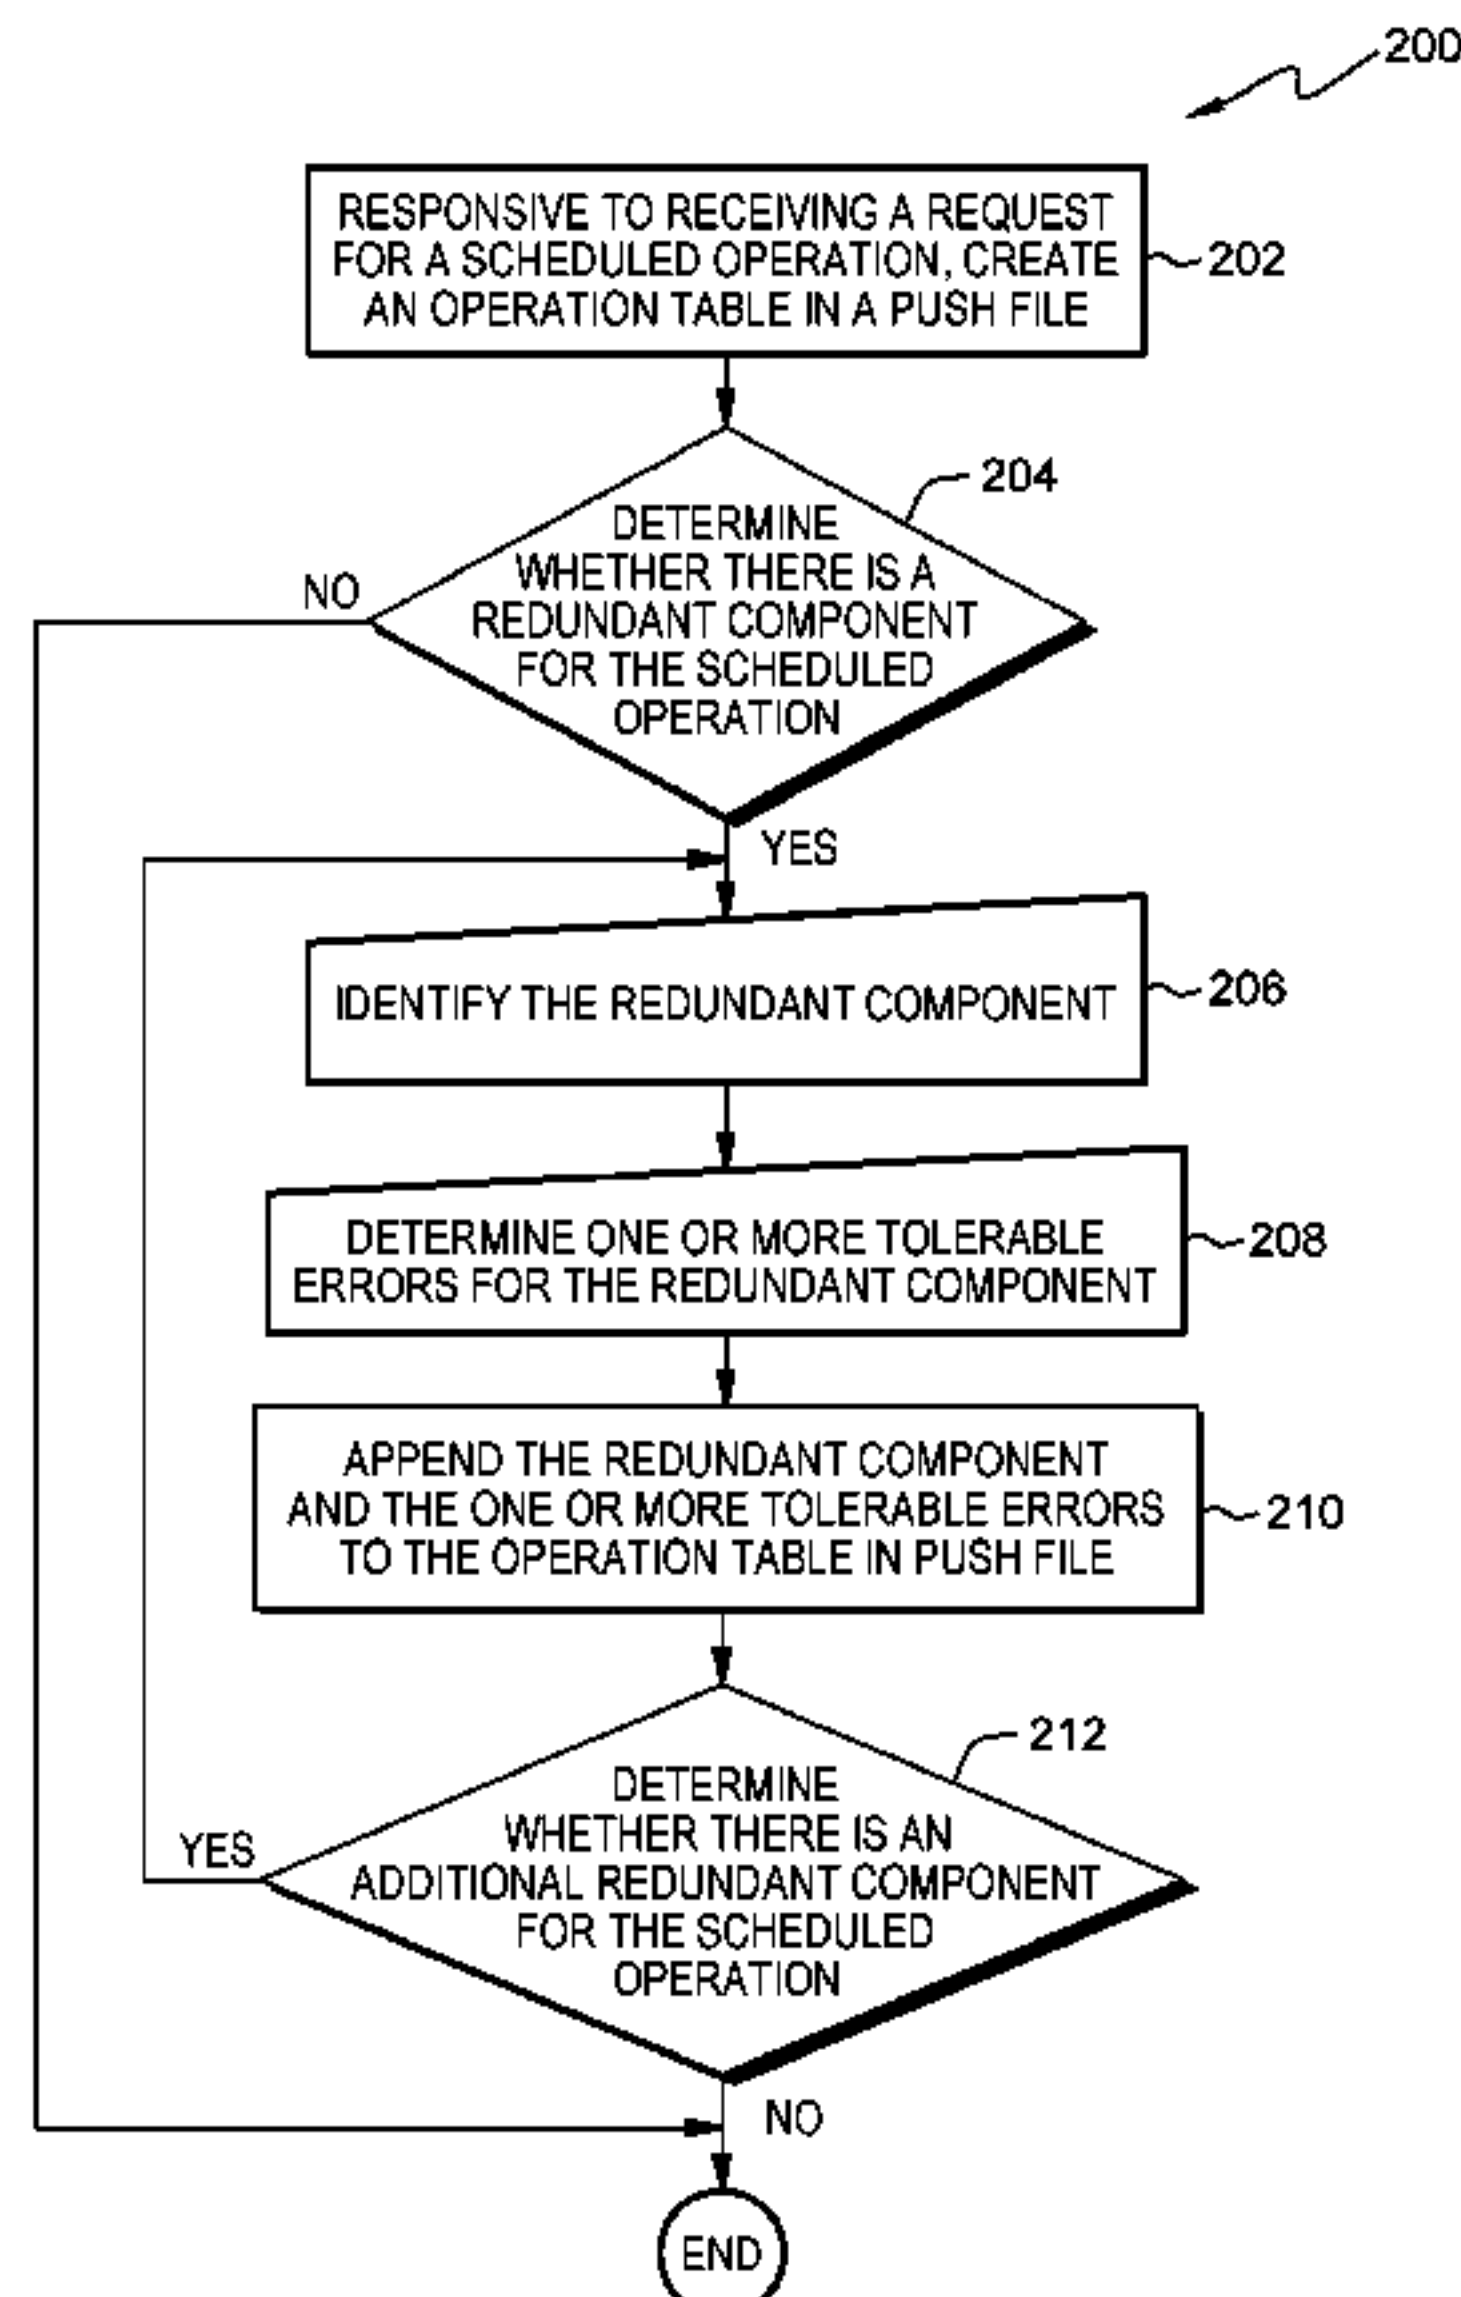 200
RESPONSIVE TO RECEIVING A REQUEST
FOR A SCHEDULED OPERATION, CREATE
AN OPERATION TABLE IN A PUSH FILE
202
204
DETERMINE
WHETHER THERE IS A
REDUNDANT COMPONENT
FOR THE SCHEDULED
OPERATION
NO
YES
IDENTIFY THE REDUNDANT COMPONENT
206
DETERMINE ONE OR MORE TOLERABLE
ERRORS FOR THE REDUNDANT COMPONENT
208
APPEND THE REDUNDANT COMPONENT
AND THE ONE OR MORE TOLERABLE ERRORS
TO THE OPERATION TABLE IN PUSH FILE
210
212
DETERMINE
WHETHER THERE IS AN
ADDITIONAL REDUNDANT COMPONENT
FOR THE SCHEDULED
OPERATION
YES
NO
END